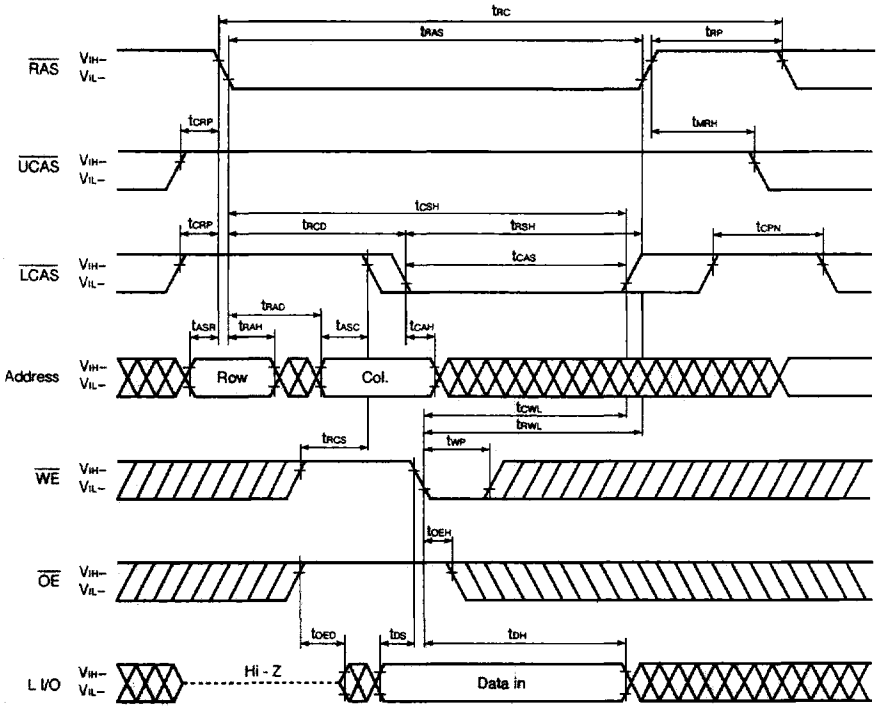 tRC
tRAS
tRP
RAS
VIH–
VIL–
tCRP
tMRH
UCAS
VIH–
VIL–
tCSH
tCRP
tRCD
tRSH
tCPN
tCAS
LCAS
VIH–
VIL–
tRAD
tASR
tRAH
tASC
tCAH
Address
VIH–
VIL–
Row
Col.
tCWL
tRWL
tRCS
tWP
WE
VIH–
VIL–
tOEH
OE
VIH–
VIL–
tOED
tDS
tDH
L I/O
VIH–
VIL–
Hi - Z
Data in